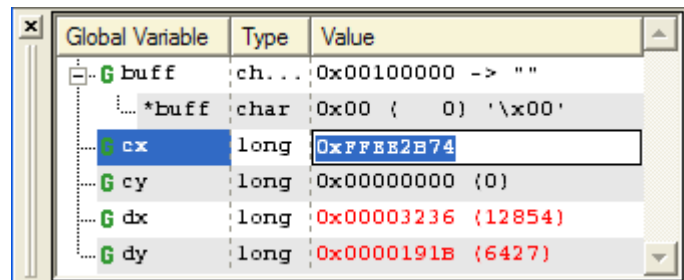 Global Variable Type Value
G buff ch... 0x00100000 -> ""
*buff char 0x00 ( 0) '\x00'
G cx long 0xFFEE2B74
G cy long 0x00000000 (0)
G dx long 0x00003236 (12854)
G dy long 0x0000191B (6427)